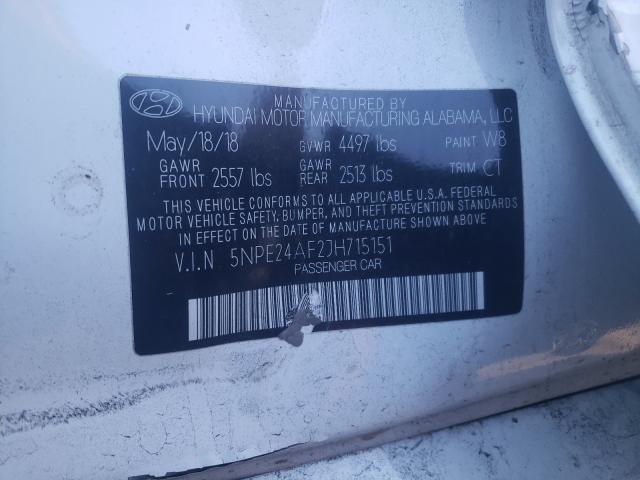 MANUFACTURED BY
HYUNDAI MOTOR MANUFACTURING ALABAMA, LLC
May/18/18 GVWR 4497 lbs PAINT W8
GAWR FRONT 2557 lbs GAWR REAR 2513 lbs TRIM CT
THIS VEHICLE CONFORMS TO ALL APPLICABLE U.S.A. FEDERAL
MOTOR VEHICLE SAFETY, BUMPER, AND THEFT PREVENTION STANDARDS
IN EFFECT ON THE DATE OF MANUFACTURE SHOWN ABOVE.
V.I.N 5NPE24AF2JH715151
PASSENGER CAR